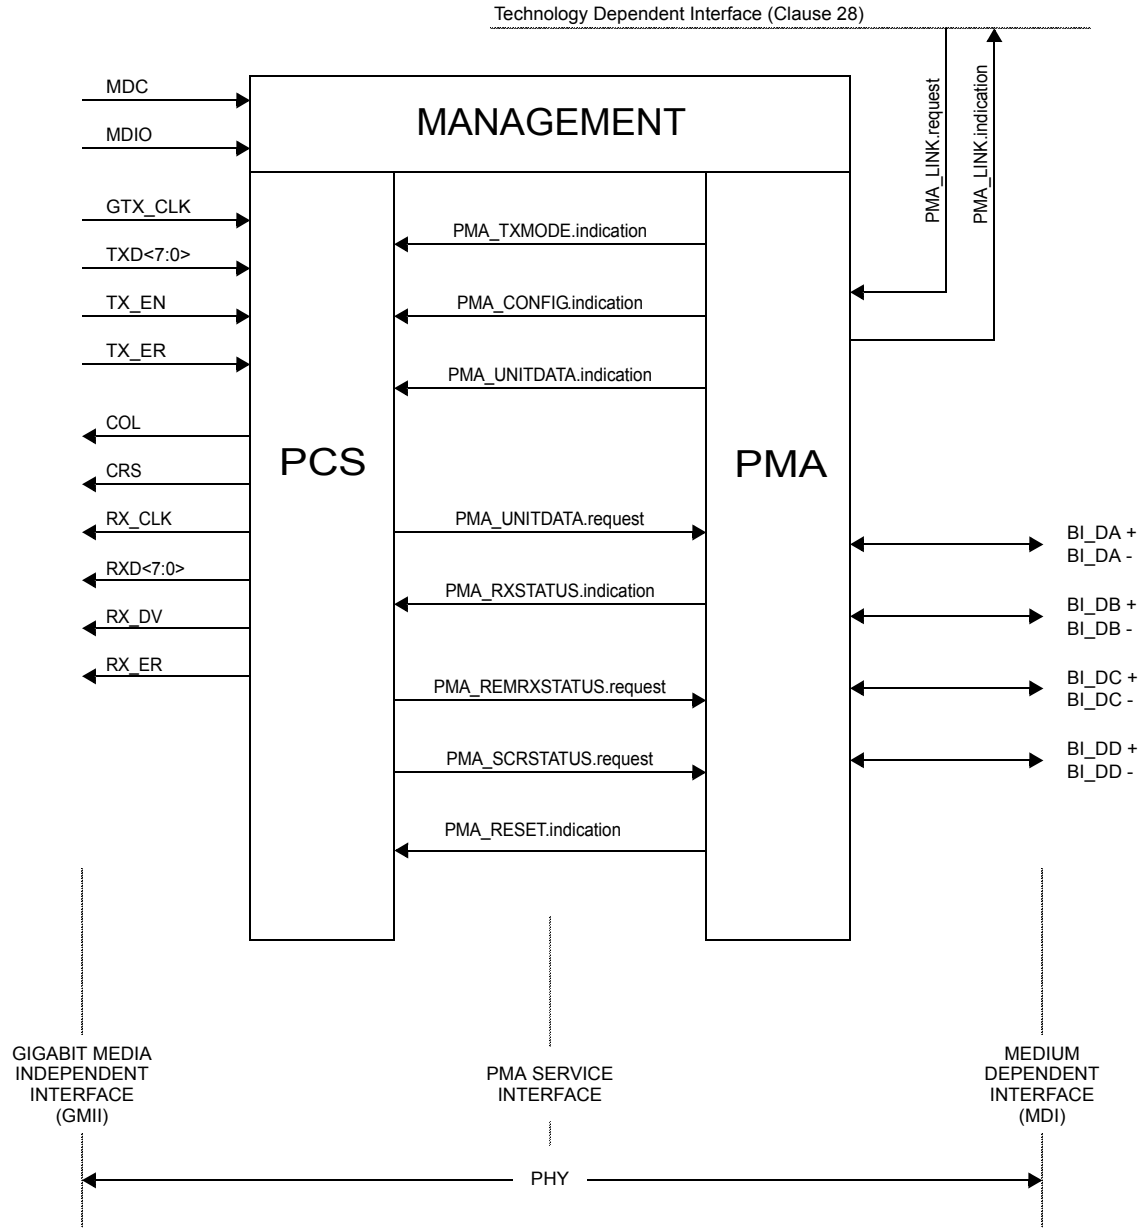 Technology Dependent Interface (Clause 28)
PMA_LINK.request
PMA_LINK.indication
MDC
MDIO
MANAGEMENT
GTX_CLK
TXD<7:0>
TX_EN
TX_ER
COL
CRS
RX_CLK
RXD<7:0>
RX_DV
RX_ER
PCS
PMA_TXMODE.indication
PMA_CONFIG.indication
PMA_UNITDATA.indication
PMA_UNITDATA.request
PMA_RXSTATUS.indication
PMA_REMRXSTATUS.request
PMA_SCRSTATUS.request
PMA_RESET.indication
PMA
BI_DA +
BI_DA -
BI_DB +
BI_DB -
BI_DC +
BI_DC -
BI_DD +
BI_DD -
GIGABIT MEDIA
INDEPENDENT
INTERFACE
(GMII)
PMA SERVICE
INTERFACE
MEDIUM
DEPENDENT
INTERFACE
(MDI)
PHY